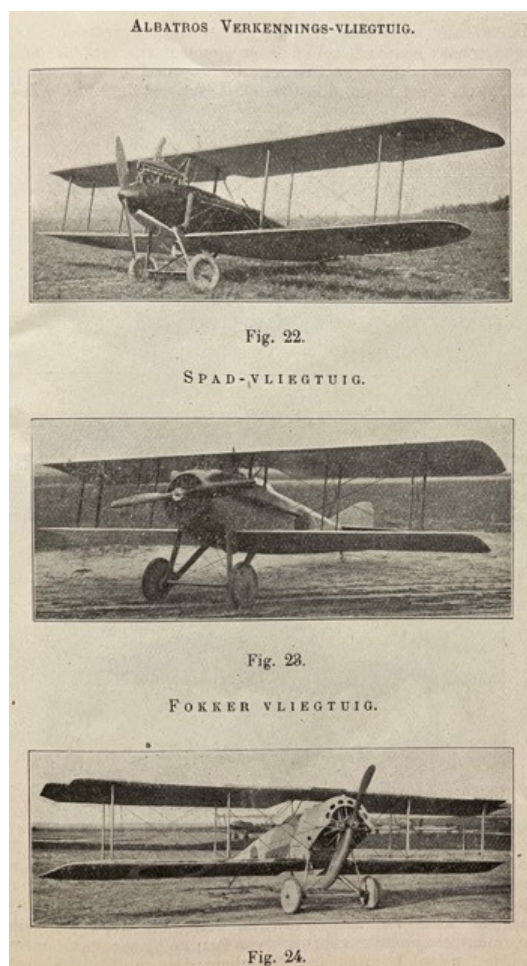 Albatros Verkennings-vliegtuig.
Fig. 22.
Spad-vliegtuig.
Fig. 23.
Fokker vliegtuig.
Fig. 24.